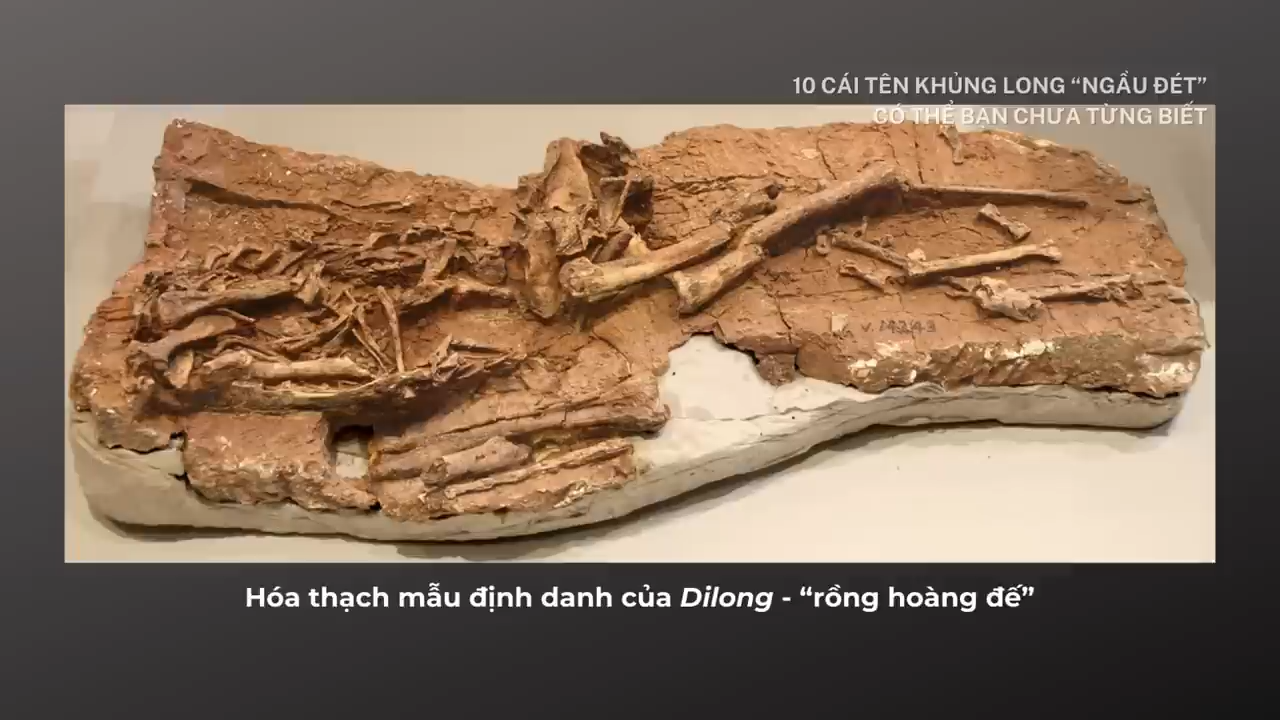 10 CÁI TÊN KHỦNG LONG “NGẦU ĐÉT”
CÓ THỂ BẠN CHƯA TỪNG BIẾT
V. 14243
Hóa thạch mẫu định danh của Dilong - “rồng hoàng đế”